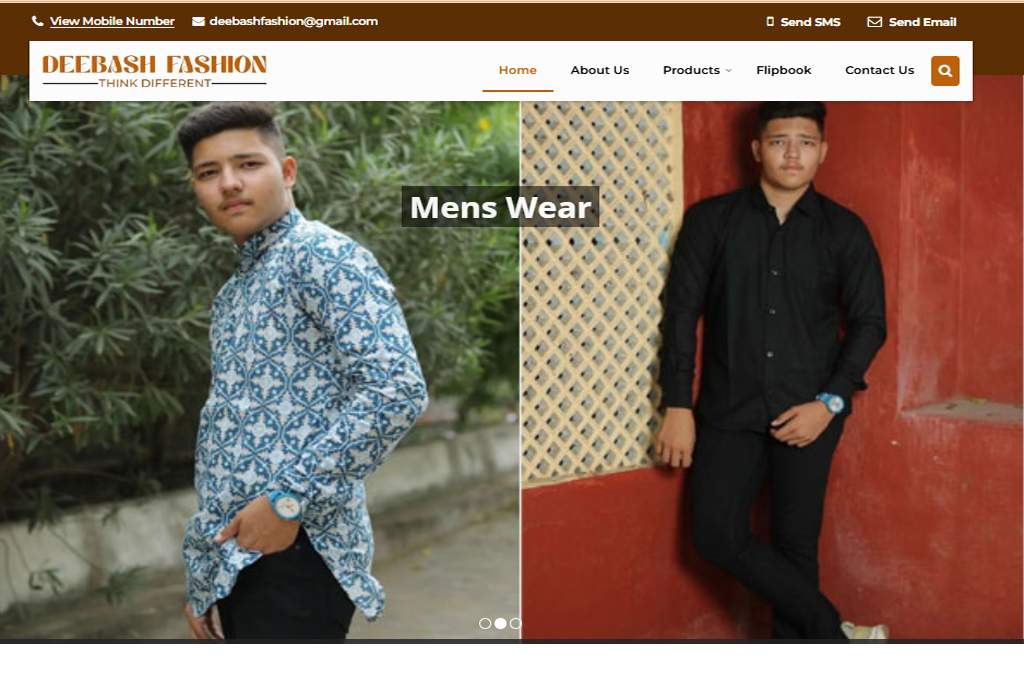 View Mobile Number deebashfashion@gmail.com Send SMS Send Email
DEEBASH FASHION
THINK DIFFERENT
Home About Us Products Flipbook Contact Us
Mens Wear